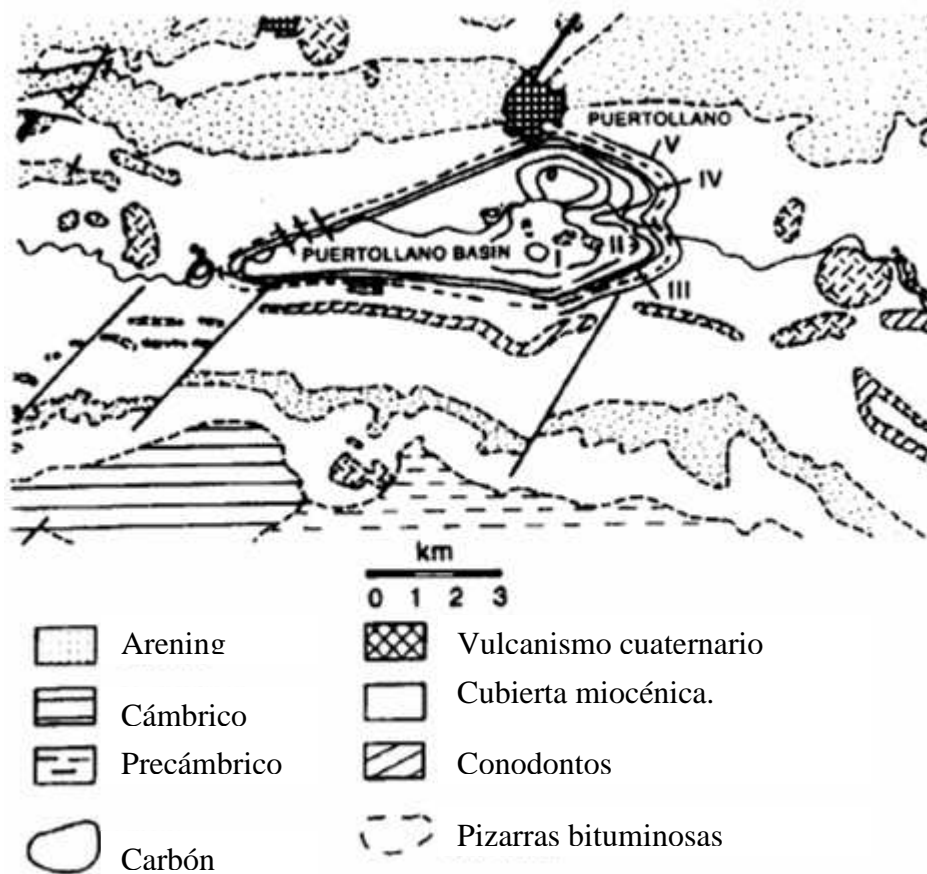 PUERTOLLANO
V
IV
PUERTOLLANO BASIN
II
I
III
km
0 1 2 3
Arening
Vulcanismo cuaternario
Cámbrico
Cubierta miocénica.
Precámbrico
Conodontos
Carbón
Pizarras bituminosas